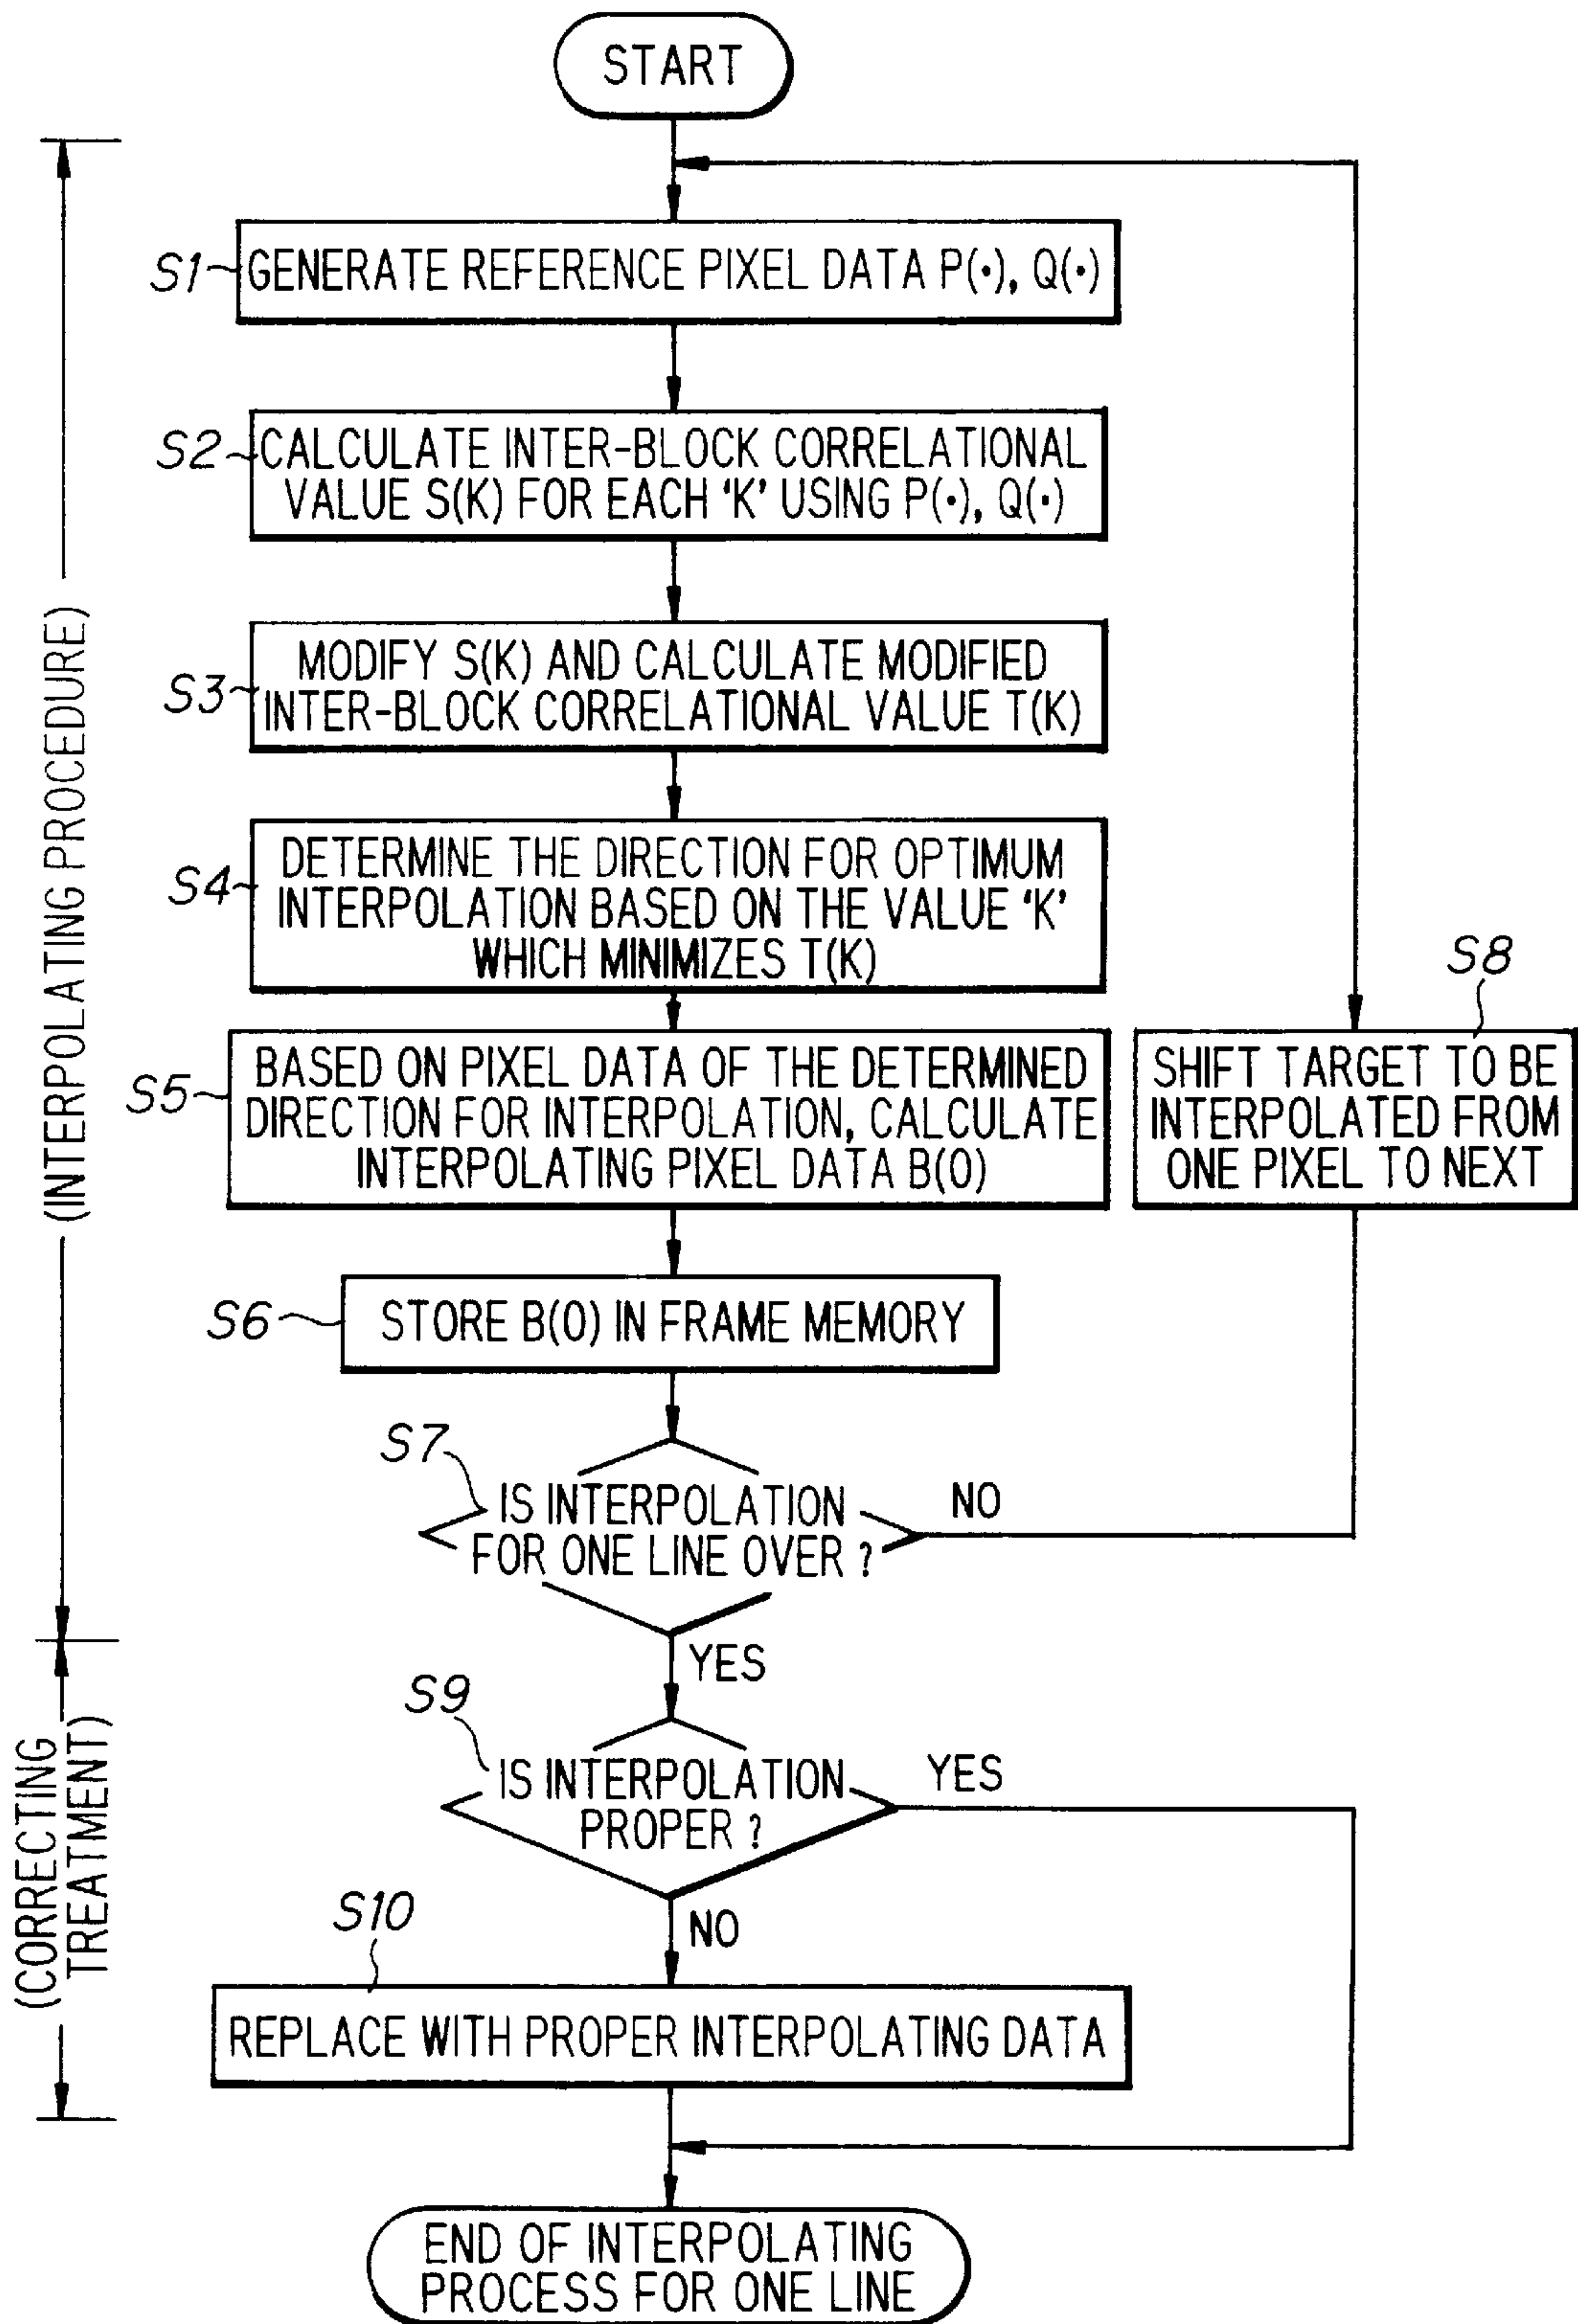 START
S1
GENERATE REFERENCE PIXEL DATA P(·), Q(·)
S2
CALCULATE INTER-BLOCK CORRELATIONAL
VALUE S(K) FOR EACH ‘K’ USING P(·), Q(·)
S3
MODIFY S(K) AND CALCULATE MODIFIED
INTER-BLOCK CORRELATIONAL VALUE T(K)
S4
DETERMINE THE DIRECTION FOR OPTIMUM
INTERPOLATION BASED ON THE VALUE ‘K’
WHICH MINIMIZES T(K)
S5
BASED ON PIXEL DATA OF THE DETERMINED
DIRECTION FOR INTERPOLATION, CALCULATE
INTERPOLATING PIXEL DATA B(0)
S8
SHIFT TARGET TO BE
INTERPOLATED FROM
ONE PIXEL TO NEXT
S6
STORE B(0) IN FRAME MEMORY
S7
IS INTERPOLATION
FOR ONE LINE OVER ?
NO
YES
(INTERPOLATING PROCEDURE)
S9
IS INTERPOLATION
PROPER ?
YES
NO
S10
REPLACE WITH PROPER INTERPOLATING DATA
(CORRECTING
TREATMENT)
END OF INTERPOLATING
PROCESS FOR ONE LINE